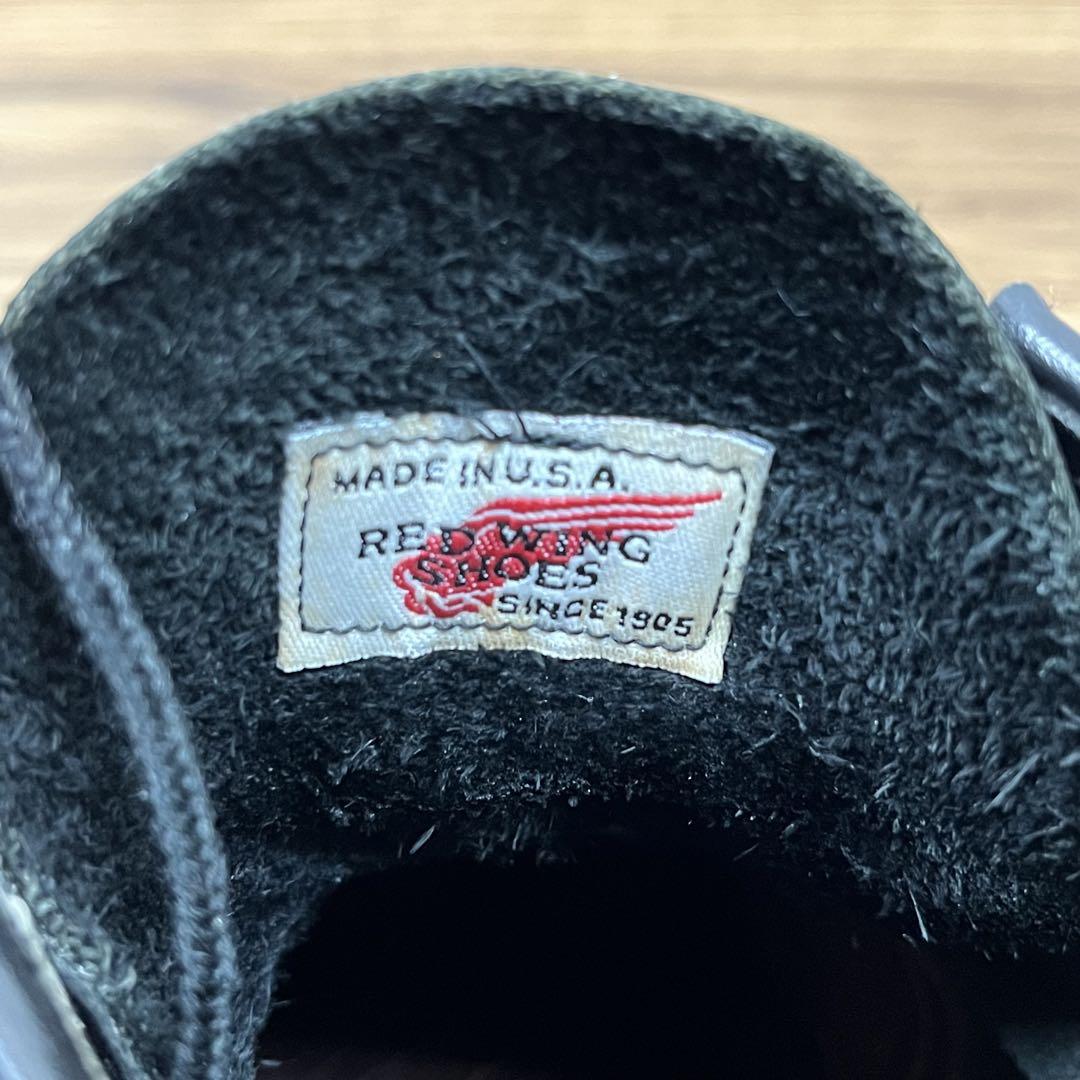 MADE IN U.S.A.
RED WING
SHOES
SINCE 1905